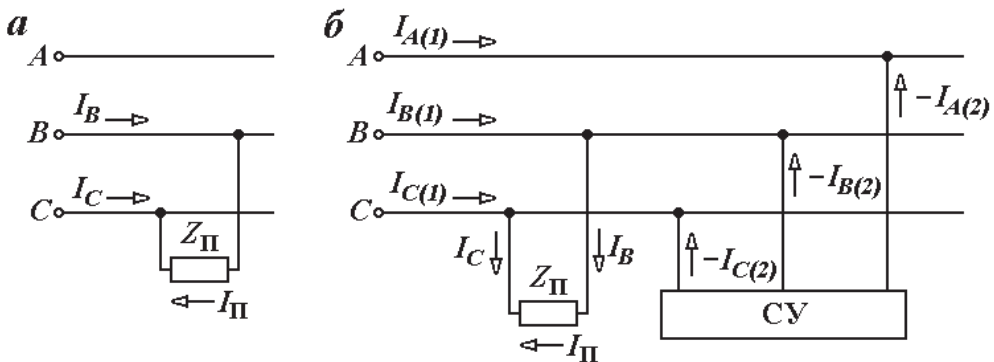 а
A
I_B
B
I_C
C
Z_П
I_П
б
I_A(1)
A
–I_A(2)
I_B(1)
B
–I_B(2)
I_C(1)
C
I_C
I_B
–I_C(2)
Z_П
СУ
I_П